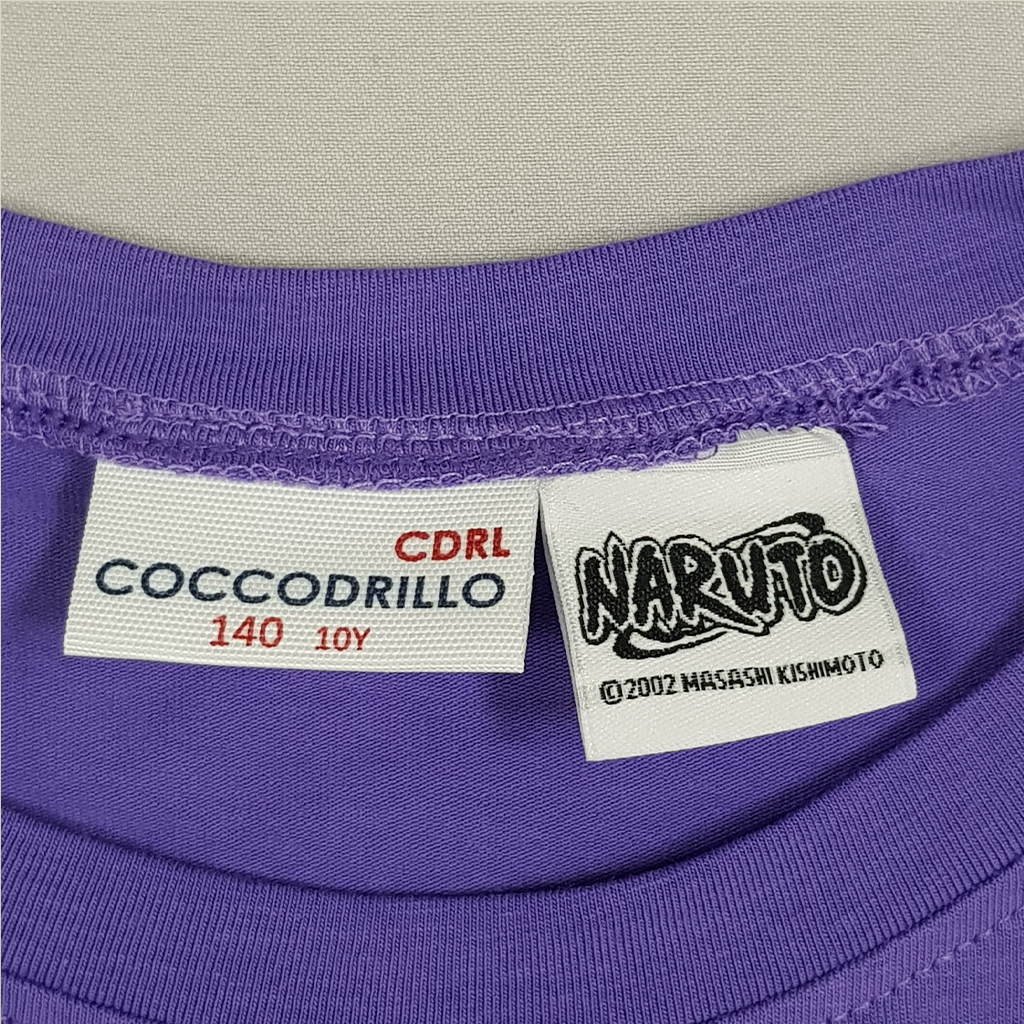 CDRL
COCCODRILLO
140 10Y
NARUTO
©2002 MASASHI KISHIMOTO